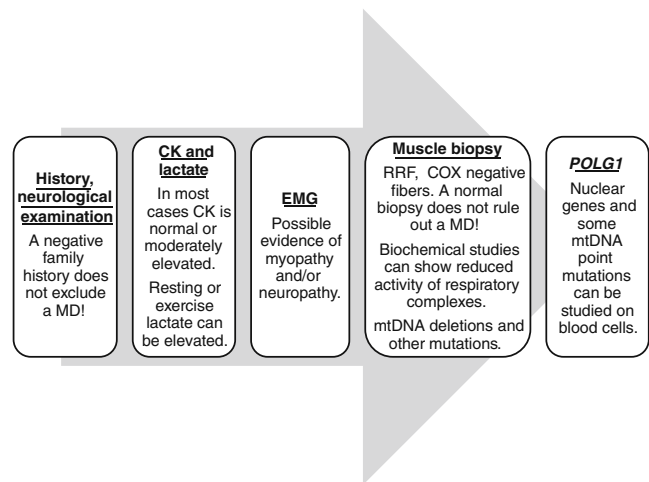 History,
neurological
examination
A negative
family
history does
not exclude
a MD!
CK and
lactate
In most
cases CK is
normal or
moderately
elevated.
Resting or
exercise
lactate can
be elevated.
EMG
Possible
evidence of
myopathy
and/or
neuropathy.
Muscle biopsy
RRF, COX negative
fibers. A normal
biopsy does not rule
out a MD!
Biochemical studies
can show reduced
activity of respiratory
complexes.
mtDNA deletions and
other mutations.
POLG1
Nuclear
genes and
some
mtDNA
point
mutations
can be
studied on
blood cells.